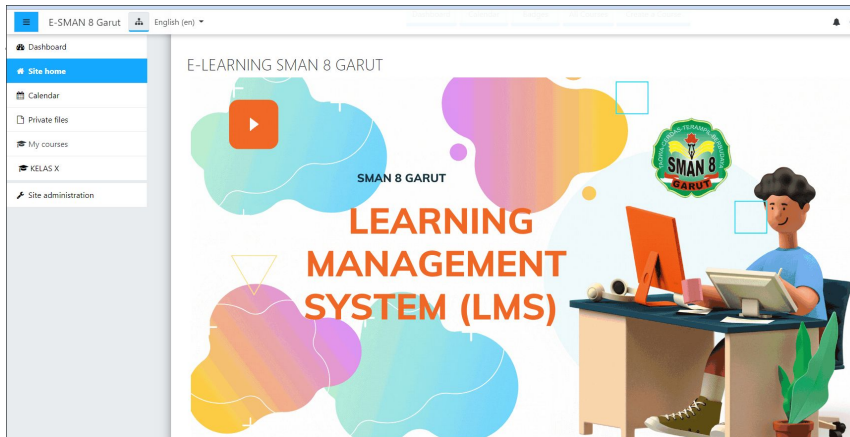 E-SMAN 8 Garut English (en)
Dashboard
Site home
Calendar
Private files
My courses
KELAS X
Site administration
E-LEARNING SMAN 8 GARUT
SMAN 8 GARUT
LEARNING
MANAGEMENT
SYSTEM (LMS)
SMAN 8
GARUT